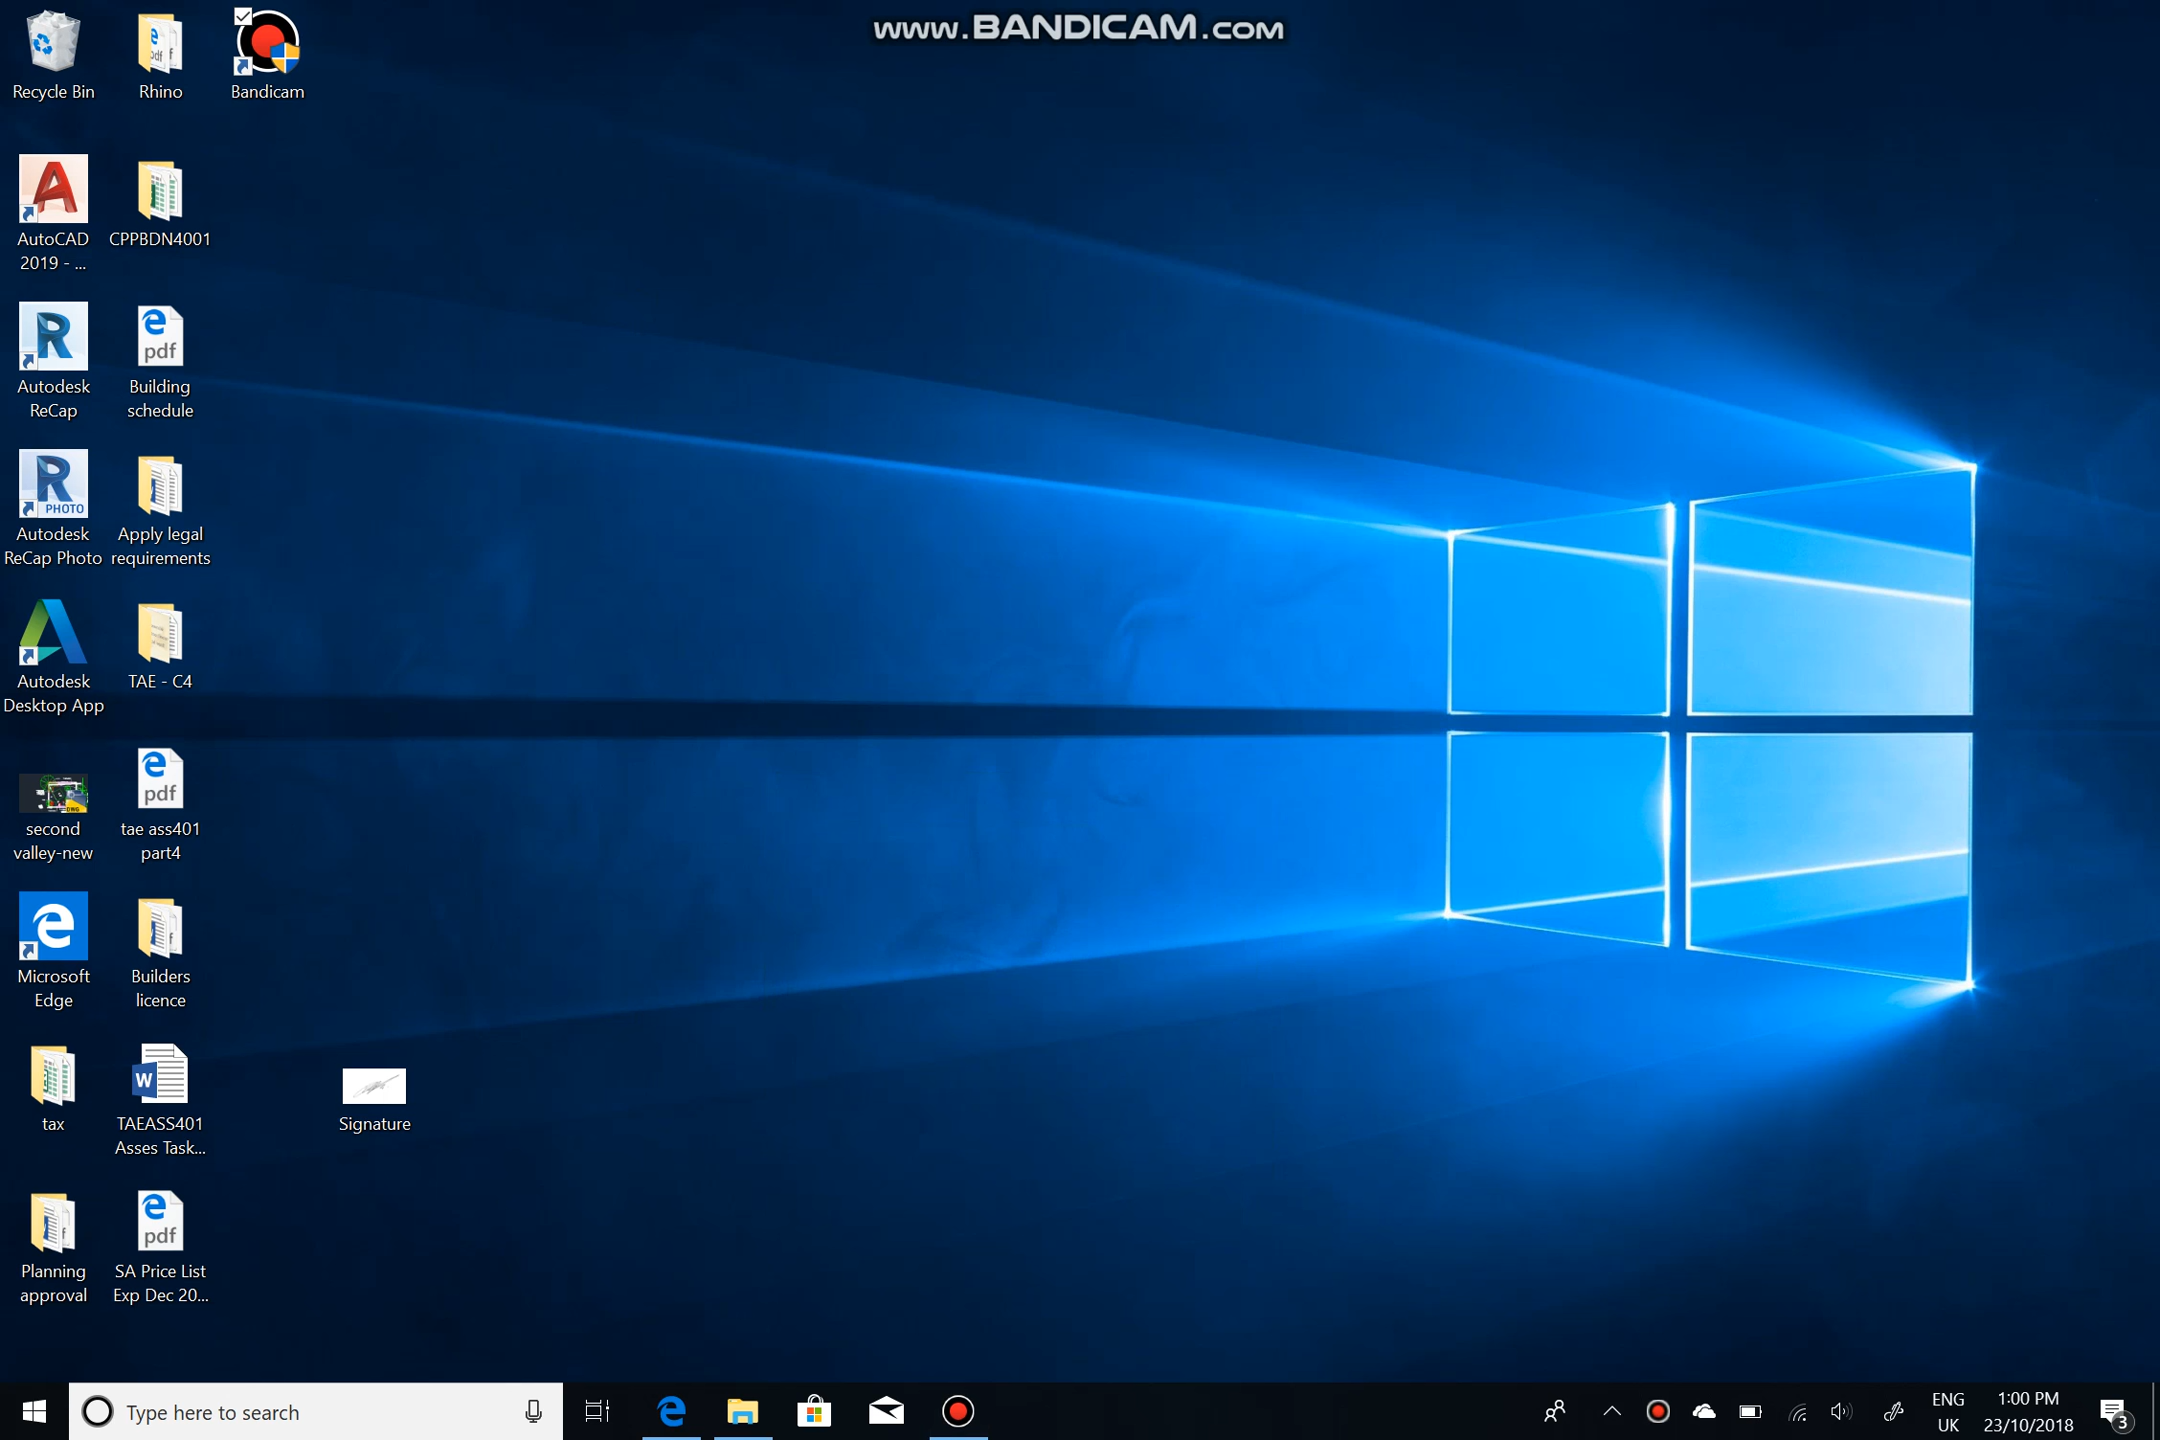 www.BANDICAM.com
Recycle Bin
Rhino
Bandicam
AutoCAD
2019 - ...
CPPBDN4001
Autodesk
ReCap
Building
schedule
PHOTO
Autodesk
ReCap Photo
Apply legal
requirements
Autodesk
Desktop App
TAE - C4
second
valley-new
pdf
tae ass401
part4
Microsoft
Edge
Builders
licence
tax
TAEASS401
Asses Task...
Signature
Planning
approval
pdf
SA Price List
Exp Dec 20...
Type here to search
ENG
UK
1:00 PM
23/10/2018
3